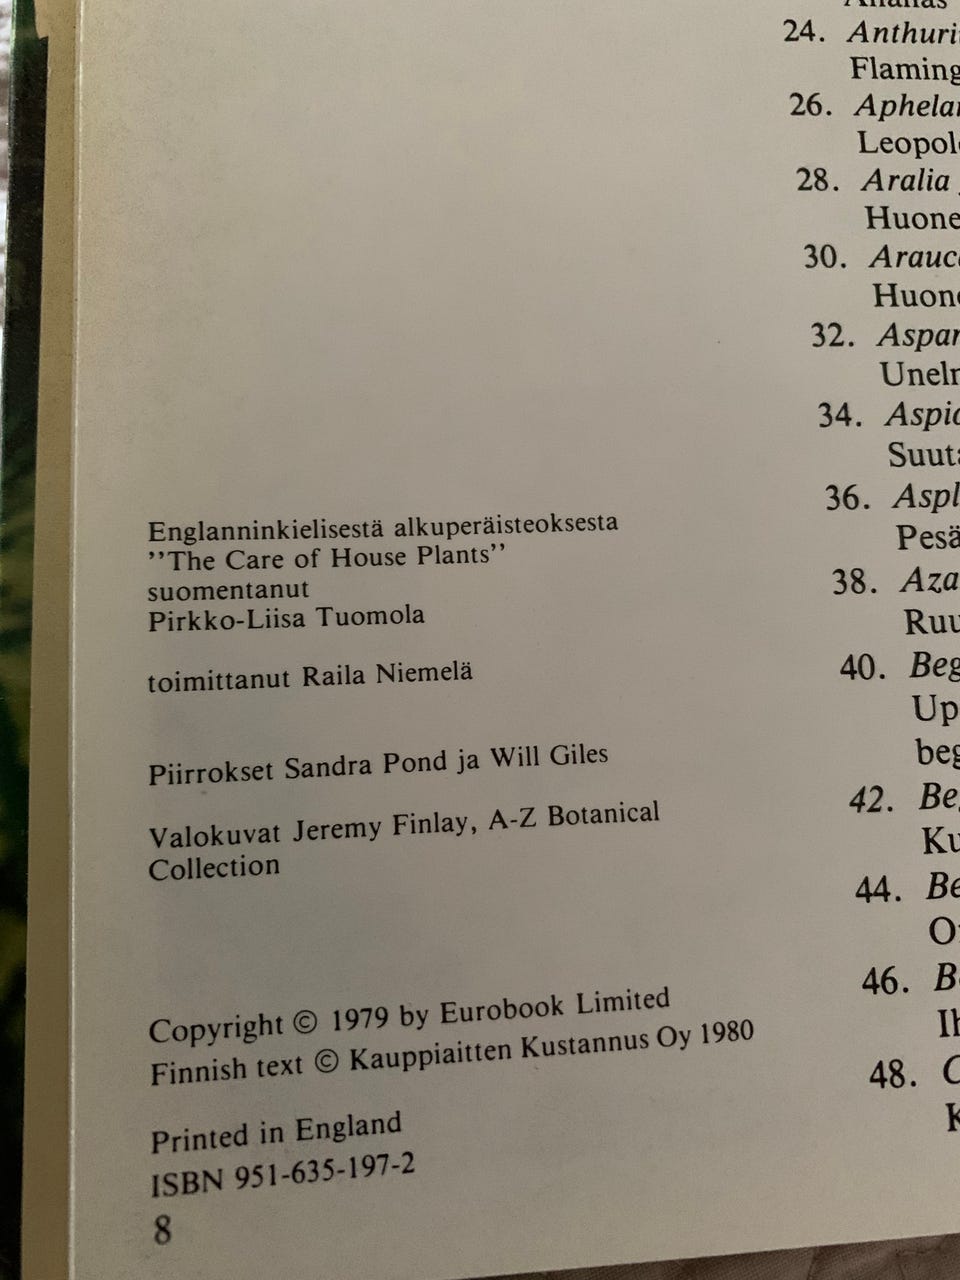 Englanninkielisestä alkuperäisteoksesta
’’The Care of House Plants’’
suomentanut
Pirkko-Liisa Tuomola
toimittanut Raila Niemelä
Piirrokset Sandra Pond ja Will Giles
Valokuvat Jeremy Finlay, A-Z Botanical
Collection
Copyright © 1979 by Eurobook Limited
Finnish text © Kauppiaitten Kustannus Oy 1980
Printed in England
ISBN 951-635-197-2
8
24.
26.
28. Aralia
30.
32.
34.
36.
38.
40.
42.
44.
46.
48.